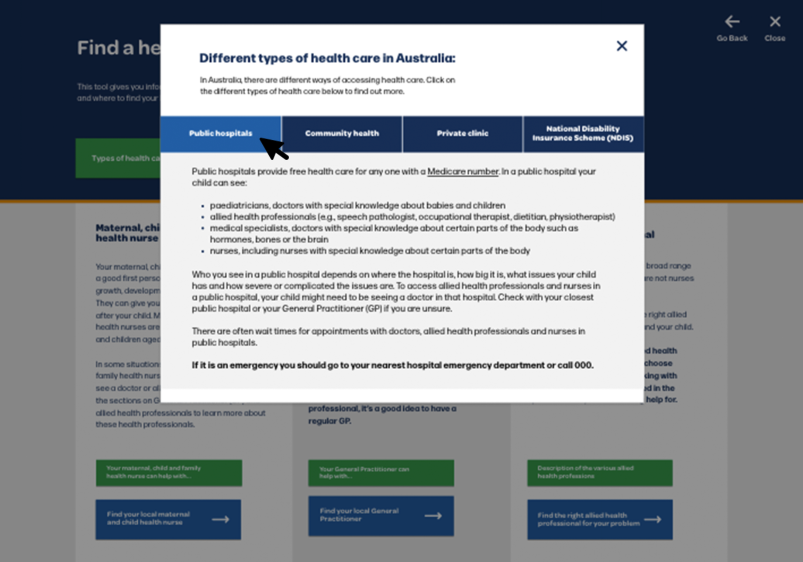 Find a he
Go Back
Close
This tool gives you info
and where to find your
Types of health ca
Different types of health care in Australia:
In Australia, there are different ways of accessing health care. Click on
the different types of health care below to find out more.
Public hospitals
Community health
Private clinic
National Disability
Insurance Scheme (NDIS)
Public hospitals provide free health care for any one with a Medicare number. In a public hospital your
child can see:
• paediatricians, doctors with special knowledge about babies and children
• allied health professionals (e.g., speech pathologist, occupational therapist, dietitian, physiotherapist)
• medical specialists, doctors with special knowledge about certain parts of the body such as
hormones, bones or the brain
• nurses, including nurses with special knowledge about certain parts of the body
Who you see in a public hospital depends on where the hospital is, how big it is, what issues your child
has and how severe or complicated the issues are. To access allied health professionals and nurses in
a public hospital, your child might need to be seeing a doctor in that hospital. Check with your closest
public hospital or your General Practitioner (GP) if you are unsure.
There are often wait times for appointments with doctors, allied health professionals and nurses in
public hospitals.
If it is an emergency you should go to your nearest hospital emergency department or call 000.
Maternal, chi
health nurse
Your maternal, ch
a good first perso
growth, developm
They can give you
after your child. M
health nurses are
and children aged
In some situation
family health nurs
see a doctor or al
the sections on G
allied health professionals to learn more about
these health professionals.
Your maternal, child and family
health nurse can help with...
Find your local maternal
and child health nurse
professional, it's a good idea to have a
regular GP.
Your General Practitioner can
help with...
Find your local General
Practitioner
al
broad range
are not nurses
right allied
nd your child.
ed health
choose
king with
ed in the
help for.
Description of the various allied
health professions
Find the right allied health
professional for your problem